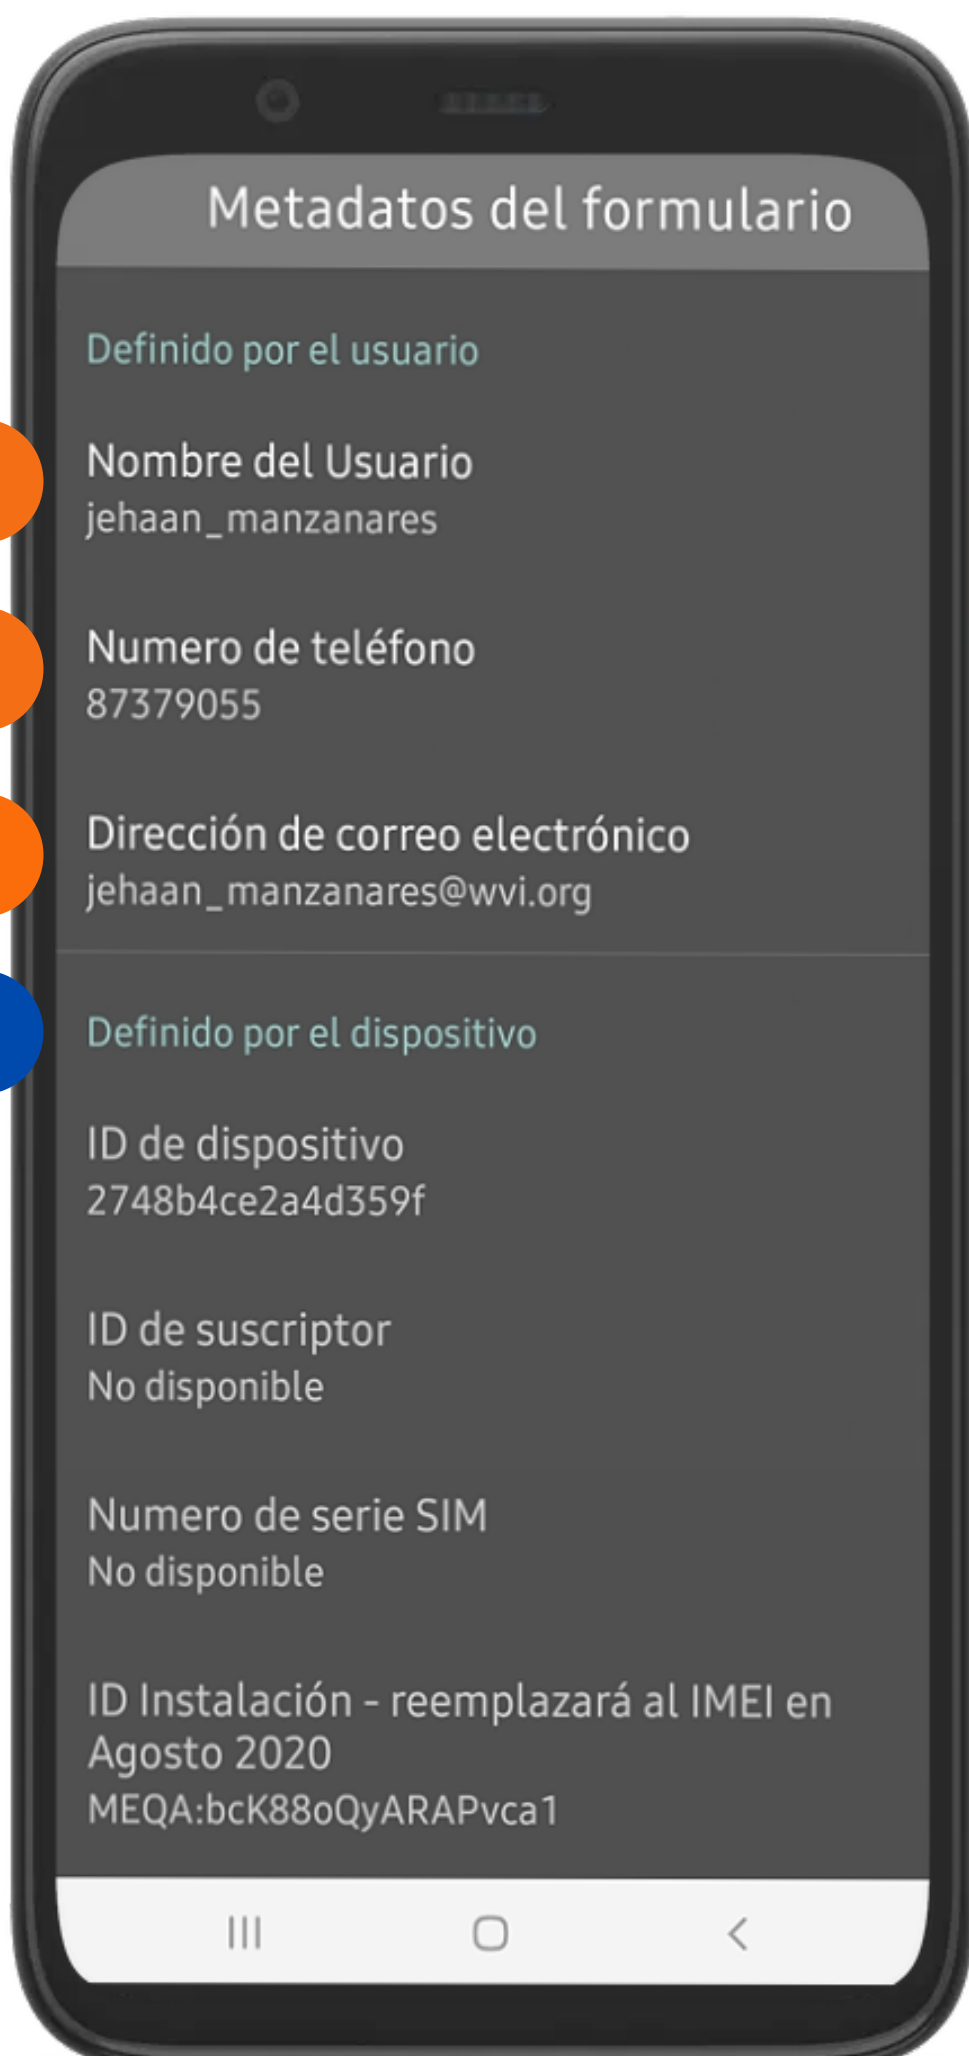 Metadatos del formulario
Definido por el usuario
Nombre del Usuario
jehaan_manzanares
Numero de teléfono
87379055
Dirección de correo electrónico
jehaan_manzanares@wvi.org
Definido por el dispositivo
ID de dispositivo
2748b4ce2a4d359f
ID de suscriptor
No disponible
Numero de serie SIM
No disponible
ID Instalación - reemplazará al IMEI en
Agosto 2020
MEQA:bcK88oQyARAPvca1